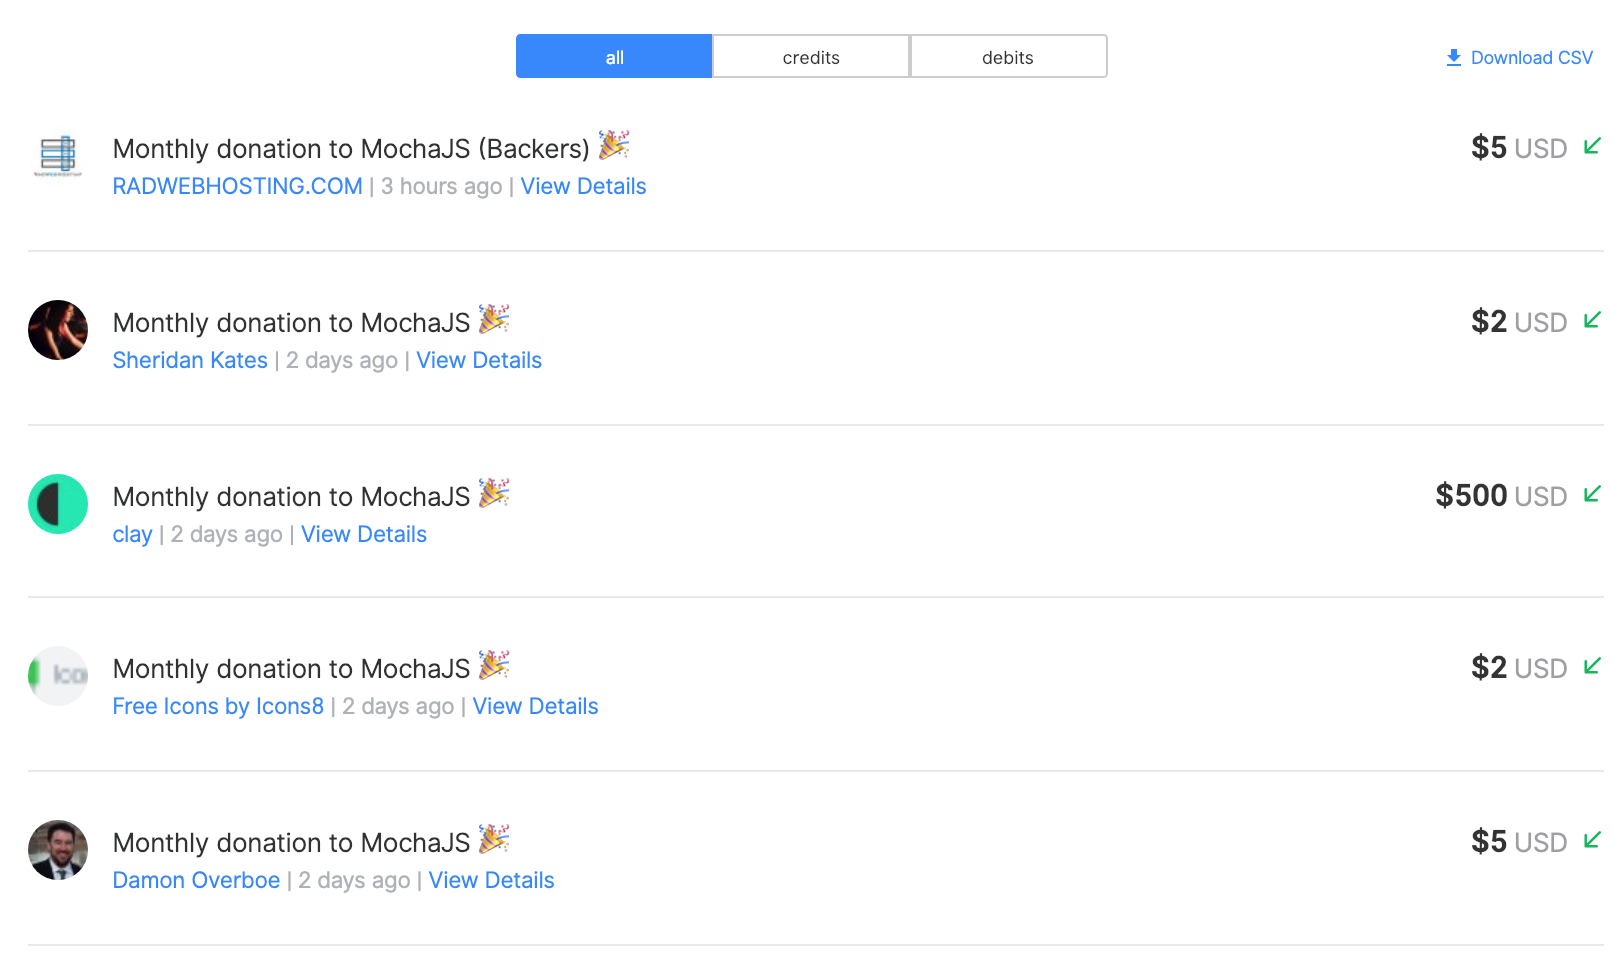 all credits debits Download CSV
Monthly donation to MochaJS (Backers) 🎉 $5 USD
RADWEBHOSTING.COM | 3 hours ago | View Details
Monthly donation to MochaJS 🎉 $2 USD
Sheridan Kates | 2 days ago | View Details
Monthly donation to MochaJS 🎉 $500 USD
clay | 2 days ago | View Details
Monthly donation to MochaJS 🎉 $2 USD
Free Icons by Icons8 | 2 days ago | View Details
Monthly donation to MochaJS 🎉 $5 USD
Damon Overboe | 2 days ago | View Details